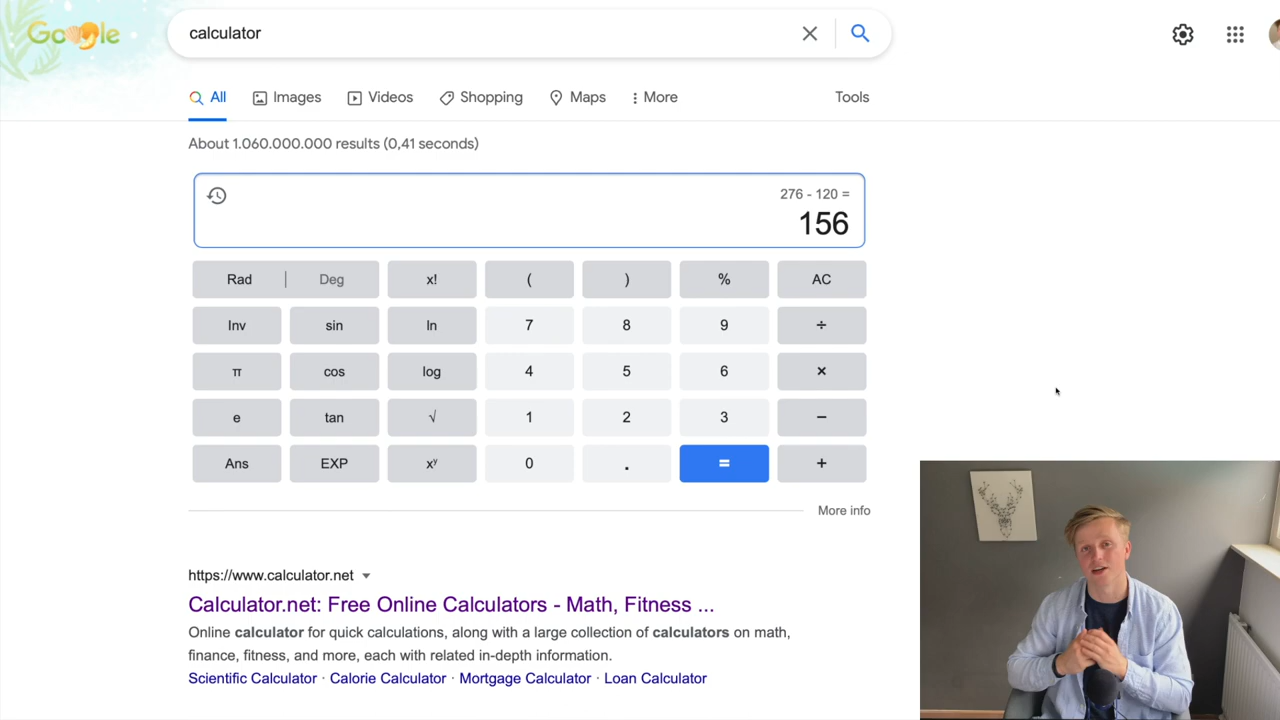 Google
calculator
All Images Videos Shopping Maps More Tools
About 1.060.000.000 results (0,41 seconds)
276 - 120 =
156
Rad Deg x! ( ) % AC
Inv sin ln 7 8 9 ÷
π cos log 4 5 6 ×
e tan √ 1 2 3 −
Ans EXP xʸ 0 . = +
More info
https://www.calculator.net
Calculator.net: Free Online Calculators - Math, Fitness ...
Online calculator for quick calculations, along with a large collection of calculators on math,
finance, fitness, and more, each with related in-depth information.
Scientific Calculator · Calorie Calculator · Mortgage Calculator · Loan Calculator